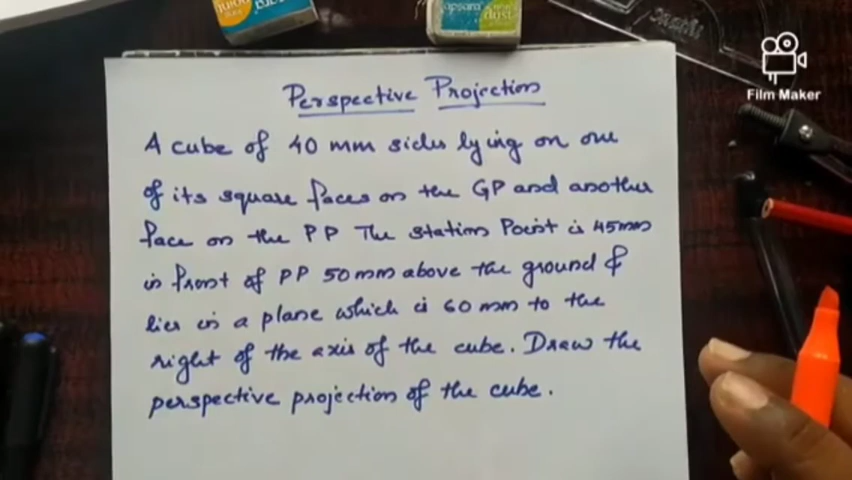 apsara
dust
Film Maker
Perspective Projection
A cube of 40 mm sides lying on one
of its square faces on the GP and another
face on the PP The station Point is 45mm
in front of PP 50mm above the ground &
lies in a plane which is 60 mm to the
right of the axis of the cube. Draw the
perspective projection of the cube.